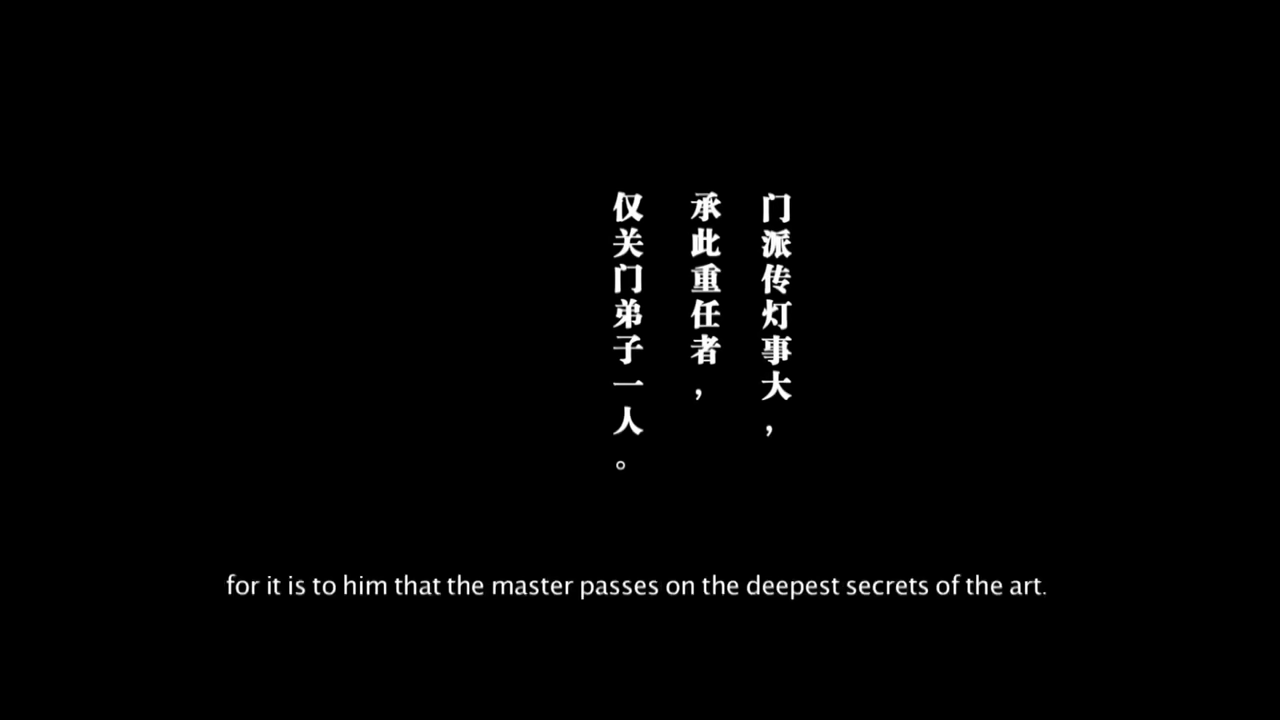 门派传灯事大，
承此重任者，
仅关门弟子一人。
for it is to him that the master passes on the deepest secrets of the art.